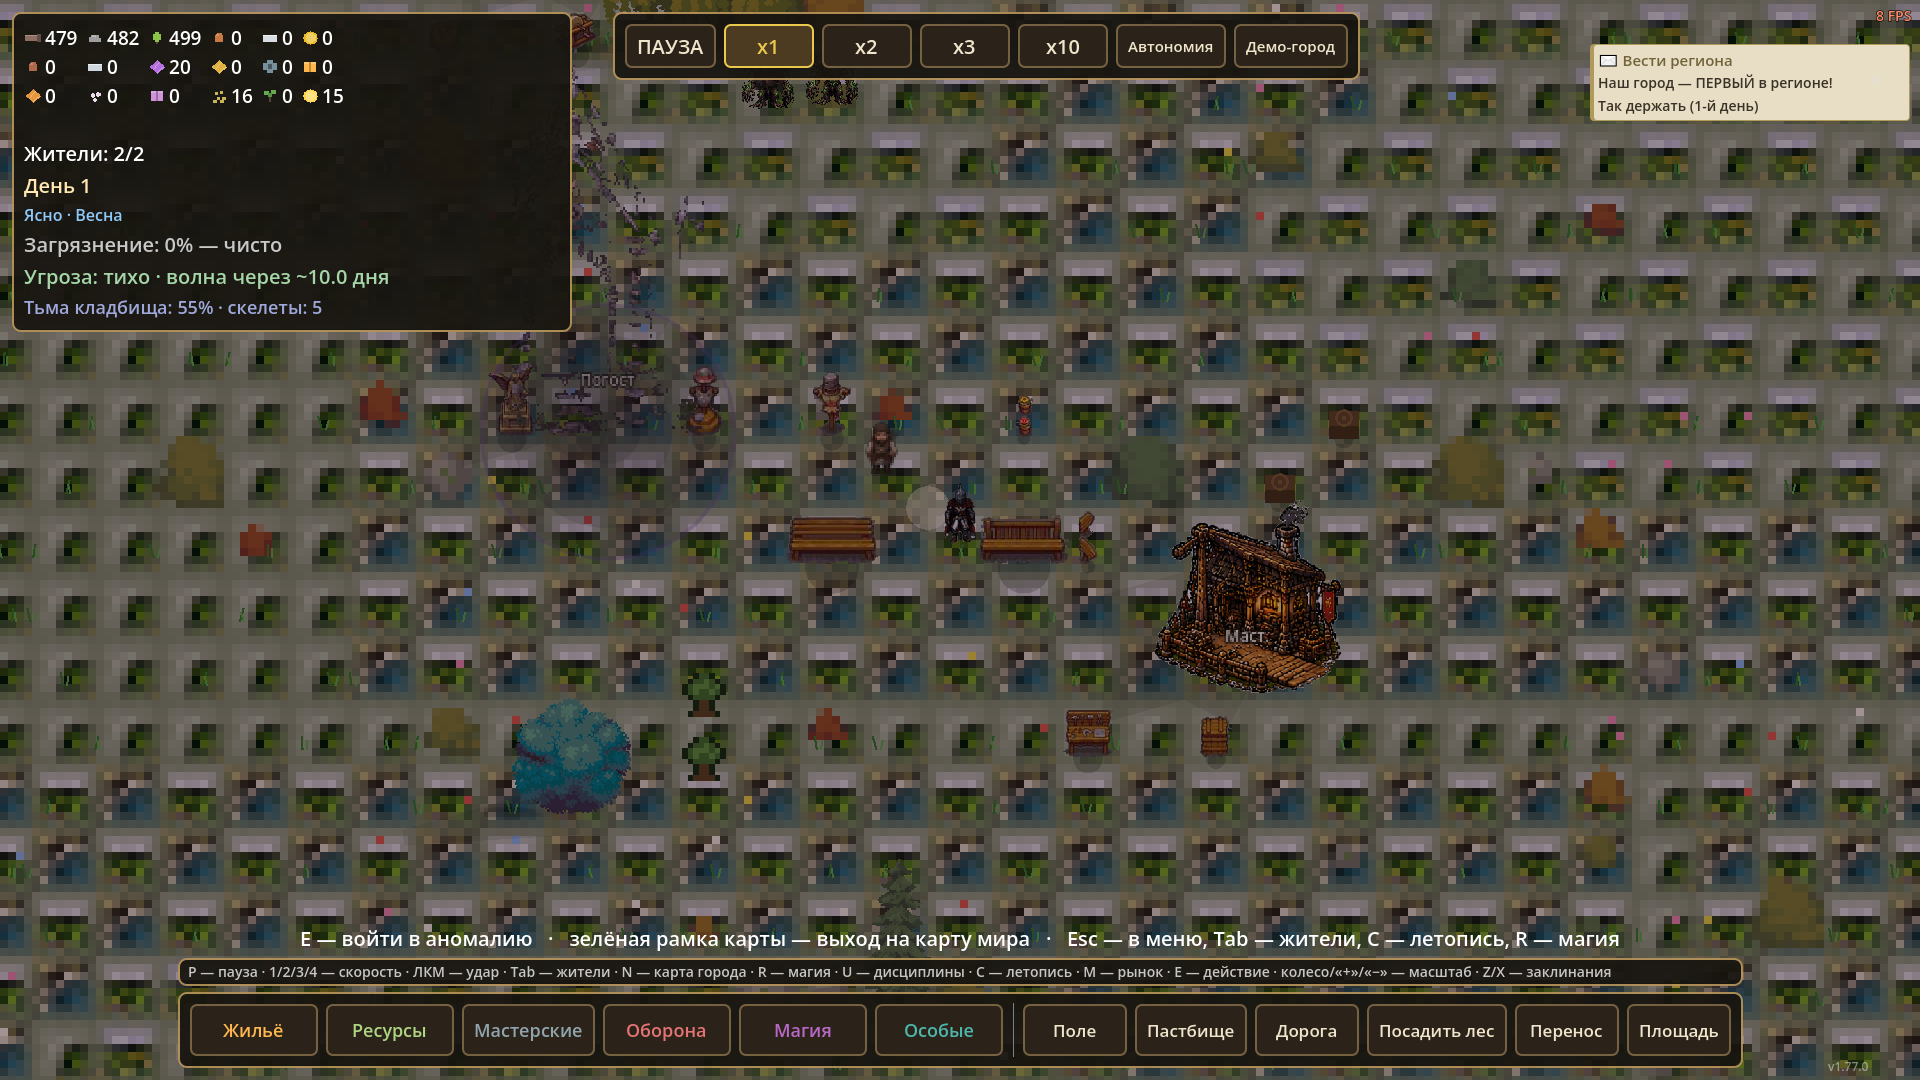 479 482 499 0 0 0
0 0 20 0 0 0
0 0 0 16 0 15
Жители: 2/2
День 1
Ясно · Весна
Загрязнение: 0% — чисто
Угроза: тихо · волна через ~10.0 дня
Тьма кладбища: 55% · скелеты: 5
ПАУЗА x1 x2 x3 x10 Автономия Демо-город
8 FPS
Вести региона
Наш город — ПЕРВЫЙ в регионе!
Так держать (1-й день)
Погост
Маст
E — войти в аномалию · зелёная рамка карты — выход на карту мира · Esc — в меню, Tab — жители, C — летопись, R — магия
P — пауза · 1/2/3/4 — скорость · ЛКМ — удар · Tab — жители · N — карта города · R — магия · U — дисциплины · C — летопись · M — рынок · E — действие · колесо/«+»/«−» — масштаб · Z/X — заклинания
Жильё Ресурсы Мастерские Оборона Магия Особые Поле Пастбище Дорога Посадить лес Перенос Площадь
v1.77.0